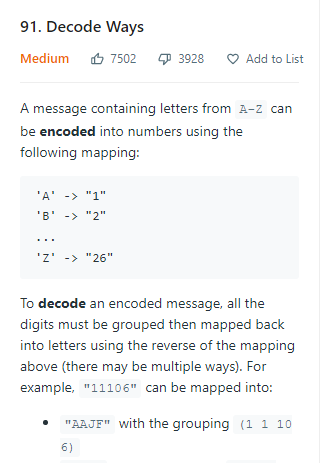 91. Decode Ways
Medium 7502 3928 Add to List
A message containing letters from A-Z can
be encoded into numbers using the
following mapping:
'A' -> "1"
'B' -> "2"
...
'Z' -> "26"
To decode an encoded message, all the
digits must be grouped then mapped back
into letters using the reverse of the mapping
above (there may be multiple ways). For
example, "11106" can be mapped into:
• "AAJF" with the grouping (1 1 10
6)